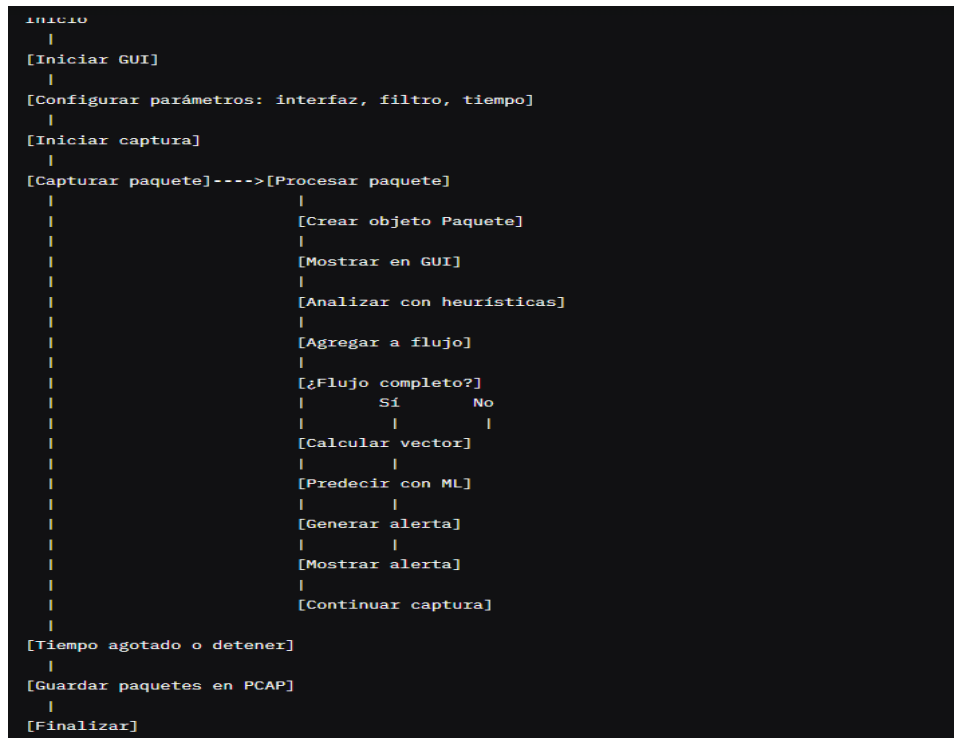 Inicio
|
[Iniciar GUI]
|
[Configurar parámetros: interfaz, filtro, tiempo]
|
[Iniciar captura]
|
[Capturar paquete]---->[Procesar paquete]
| |
| [Crear objeto Paquete]
| |
| [Mostrar en GUI]
| |
| [Analizar con heurísticas]
| |
| [Agregar a flujo]
| |
| [¿Flujo completo?]
| | Sí No
| | | |
| [Calcular vector]
| | |
| [Predecir con ML]
| | |
| [Generar alerta]
| | |
| [Mostrar alerta]
| |
| [Continuar captura]
|
[Tiempo agotado o detener]
|
[Guardar paquetes en PCAP]
|
[Finalizar]